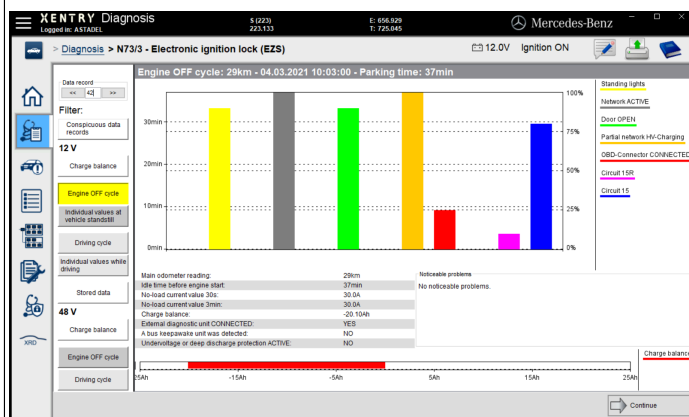 XENTRY Diagnosis
Logged in: ASTADEL
S (223)
223.133
E: 656.929
T: 725.045
Mercedes-Benz
> Diagnosis > N73/3 - Electronic ignition lock (EZS)
12.0V
Ignition ON
Data record
<< 42 >>
Filter:
Conspicuous data
records
12 V
Charge balance
Engine OFF cycle
Individual values at
vehicle standstill
Driving cycle
Individual values while
driving
Stored data
48 V
Charge balance
Engine OFF cycle
Driving cycle
XRD
Engine OFF cycle: 29km - 04.03.2021 10:03:00 - Parking time: 37min
30min
20min
10min
0min
100%
75%
50%
25%
0%
Standing lights
Network ACTIVE
Door OPEN
Partial network HV-Charging
OBD-Connector CONNECTED
Circuit 15R
Circuit 15
Main odometer reading: 29km
Idle time before engine start: 37min
No-load current value 30s: 30.0A
No-load current value 3min: 30.0A
Charge balance: -20.10Ah
External diagnostic unit CONNECTED: YES
A bus keepawake unit was detected: NO
Undervoltage or deep discharge protection ACTIVE: NO
Noticeable problems
No noticeable problems.
Charge balance
25Ah -15Ah -5Ah 5Ah 15Ah 25Ah
Continue